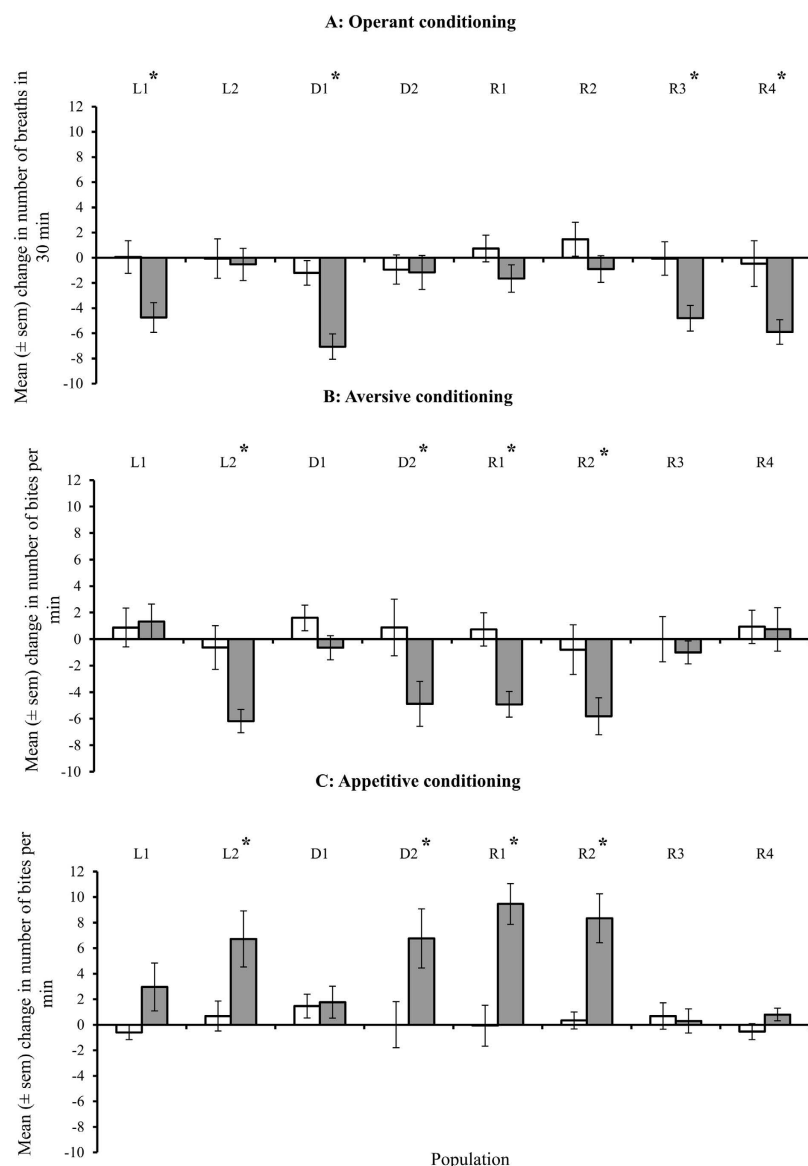 A: Operant conditioning
Mean (± sem) change in number of breaths in
30 min
L1* L2 D1* D2 R1 R2 R3* R4*
12
10
8
6
4
2
0
-2
-4
-6
-8
-10
B: Aversive conditioning
Mean (± sem) change in number of bites per
min
L1 L2* D1 D2* R1* R2* R3 R4
12
10
8
6
4
2
0
-2
-4
-6
-8
-10
C: Appetitive conditioning
Mean (± sem) change in number of bites per
min
L1 L2* D1 D2* R1* R2* R3 R4
12
10
8
6
4
2
0
-2
-4
-6
-8
-10
Population